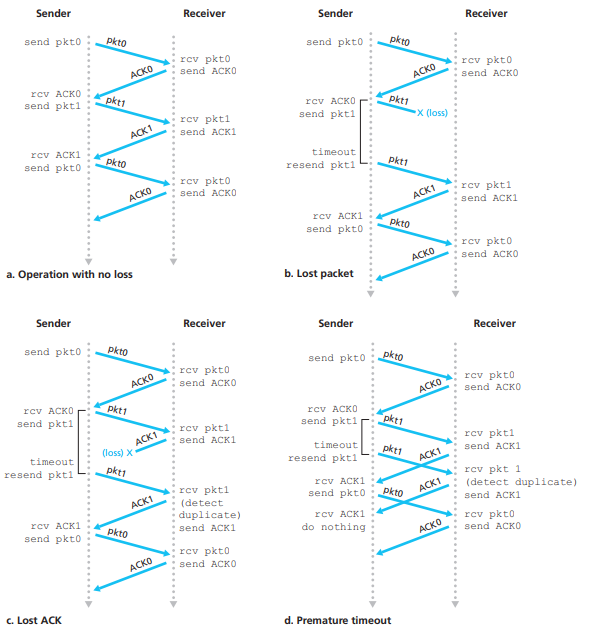 Sender Receiver
send pkt0 pkt0
rcv pkt0
ACK0 send ACK0
rcv ACK0
send pkt1 pkt1
rcv pkt1
ACK1 send ACK1
rcv ACK1
send pkt0 pkt0
rcv pkt0
ACK0 send ACK0
a. Operation with no loss
Sender Receiver
send pkt0 pkt0
rcv pkt0
ACK0 send ACK0
rcv ACK0 pkt1
send pkt1 X (loss)
timeout
resend pkt1 pkt1
rcv pkt1
ACK1 send ACK1
rcv ACK1
send pkt0 pkt0
rcv pkt0
ACK0 send ACK0
b. Lost packet
Sender Receiver
send pkt0 pkt0
rcv pkt0
ACK0 send ACK0
rcv ACK0 pkt1
send pkt1
rcv pkt1
ACK1 send ACK1
(loss) X
timeout
resend pkt1 pkt1
rcv pkt1
ACK1 (detect
duplicate)
send ACK1
rcv ACK1
send pkt0 pkt0
rcv pkt0
ACK0 send ACK0
c. Lost ACK
Sender Receiver
send pkt0 pkt0
rcv pkt0
ACK0 send ACK0
rcv ACK0
send pkt1 pkt1
rcv pkt1
timeout send ACK1
resend pkt1 pkt1 ACK1
rcv pkt 1
(detect duplicate)
send ACK1
rcv ACK1 ACK1
send pkt0 pkt0
rcv pkt0
send ACK0
rcv ACK1 ACK0
do nothing
d. Premature timeout